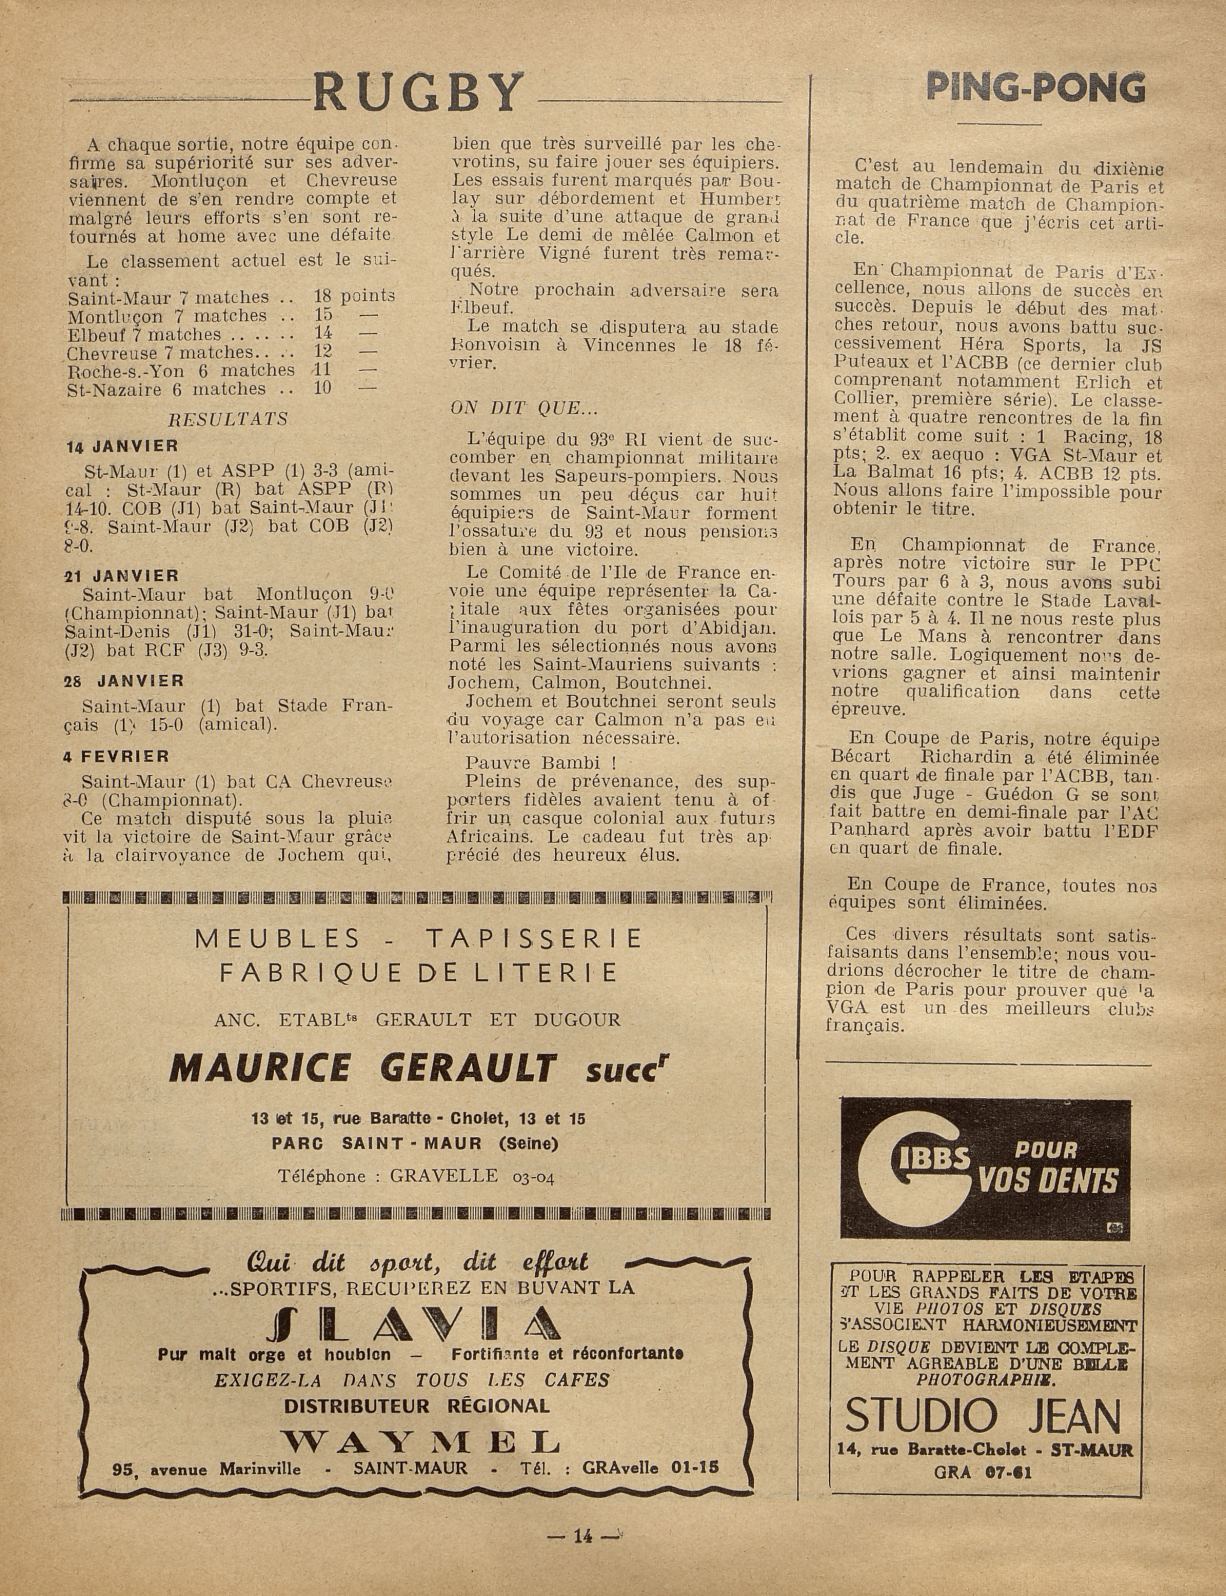 RUGBY
A chaque sortie, notre équipe con-
firme sa supériorité sur ses adver-
saires. Montluçon et Chevreuse
viennent de s'en rendre compte et
malgré leurs efforts s'en sont re-
tournés at home avec une défaite
Le classement actuel est le sui-
vant :
Saint-Maur 7 matches .. 18 points
Montluçon 7 matches .. 15 —
Elbeuf 7 matches ...... 14 —
Chevreuse 7 matches.... 12 —
Roche-s.-Yon 6 matches 11 —
St-Nazaire 6 matches .. 10 —
RESULTATS
14 JANVIER
St-Maur (1) et ASPP (1) 3-3 (ami-
cal : St-Maur (R) bat ASPP (R)
14-10. COB (J1) bat Saint-Maur (J1)
9-8. Saint-Maur (J2) bat COB (J2)
8-0.
21 JANVIER
Saint-Maur bat Montluçon 9-0
(Championnat); Saint-Maur (J1) bat
Saint-Denis (J1) 31-0; Saint-Maur
(J2) bat RCF (J3) 9-3.
28 JANVIER
Saint-Maur (1) bat Stade Fran-
çais (1) 15-0 (amical).
4 FEVRIER
Saint-Maur (1) bat CA Chevreuse
8-0 (Championnat).
Ce match disputé sous la pluie
vit la victoire de Saint-Maur grâce
à la clairvoyance de Jochem qui,
bien que très surveillé par les che-
vrotins, su faire jouer ses équipiers.
Les essais furent marqués par Bou-
lay sur débordement et Humbert
à la suite d'une attaque de grand
style Le demi de mêlée Calmon et
l'arrière Vigné furent très remar-
qués.
Notre prochain adversaire sera
Elbeuf.
Le match se disputera au stade
Bonvoisin à Vincennes le 18 fé-
vrier.
ON DIT QUE...
L'équipe du 93e RI vient de suc-
comber en championnat militaire
devant les Sapeurs-pompiers. Nous
sommes un peu déçus car huit
équipiers de Saint-Maur forment
l'ossature du 93 et nous pensions
bien à une victoire.
Le Comité de l'Ile de France en-
voie une équipe représenter la Ca-
pitale aux fêtes organisées pour
l'inauguration du port d'Abidjan.
Parmi les sélectionnés nous avons
noté les Saint-Mauriens suivants :
Jochem, Calmon, Boutchnei.
Jochem et Boutchnei seront seuls
du voyage car Calmon n'a pas eu
l'autorisation nécessaire.
Pauvre Bambi !
Pleins de prévenance, des sup-
porters fidèles avaient tenu à of-
frir un casque colonial aux futurs
Africains. Le cadeau fut très ap-
précié des heureux élus.
MEUBLES - TAPISSERIE
FABRIQUE DE LITERIE
ANC. ETABLts GERAULT ET DUGOUR
MAURICE GERAULT succr
13 et 15, rue Baratte - Cholet, 13 et 15
PARC SAINT - MAUR (Seine)
Téléphone : GRAVELLE 03-04
Qui dit sport, dit effort
...SPORTIFS, RECUPEREZ EN BUVANT LA
SLAVIA
Pur malt orge et houblon — Fortifiante et réconfortante
EXIGEZ-LA DANS TOUS LES CAFES
DISTRIBUTEUR RÉGIONAL
WAYMEL
95, avenue Marinville - SAINT-MAUR - Tél. : GRAvelle 01-15
PING-PONG
C'est au lendemain du dixième
match de Championnat de Paris et
du quatrième match de Champion-
nat de France que j'écris cet arti-
cle.
En Championnat de Paris d'Ex-
cellence, nous allons de succès en
succès. Depuis le début des mat-
ches retour, nous avons battu suc-
cessivement Héra Sports, la JS
Puteaux et l'ACBB (ce dernier club
comprenant notamment Erlich et
Collier, première série). Le classe-
ment à quatre rencontres de la fin
s'établit come suit : 1 Racing, 18
pts; 2. ex aequo : VGA St-Maur et
La Balmat 16 pts; 4. ACBB 12 pts.
Nous allons faire l'impossible pour
obtenir le titre.
En Championnat de France,
après notre victoire sur le PPC
Tours par 6 à 3, nous avons subi
une défaite contre le Stade Laval-
lois par 5 à 4. Il ne nous reste plus
que Le Mans à rencontrer dans
notre salle. Logiquement nous de-
vrions gagner et ainsi maintenir
notre qualification dans cette
épreuve.
En Coupe de Paris, notre équipe
Bécart Richardin a été éliminée
en quart de finale par l'ACBB, tan-
dis que Juge - Guédon G se sont
fait battre en demi-finale par l'AC
Panhard après avoir battu l'EDF
en quart de finale.
En Coupe de France, toutes nos
équipes sont éliminées.
Ces divers résultats sont satis-
faisants dans l'ensemble; nous vou-
drions décrocher le titre de cham-
pion de Paris pour prouver que la
VGA est un des meilleurs clubs
français.
GIBBS POUR
VOS DENTS
POUR RAPPELER LES ETAPES
ET LES GRANDS FAITS DE VOTRE
VIE PHOTOS ET DISQUES
S'ASSOCIENT HARMONIEUSEMENT
LE DISQUE DEVIENT LE COMPLE-
MENT AGREABLE D'UNE BELLE
PHOTOGRAPHIE.
STUDIO JEAN
14, rue Baratte-Cholet - ST-MAUR
GRA 07-61
— 14 —